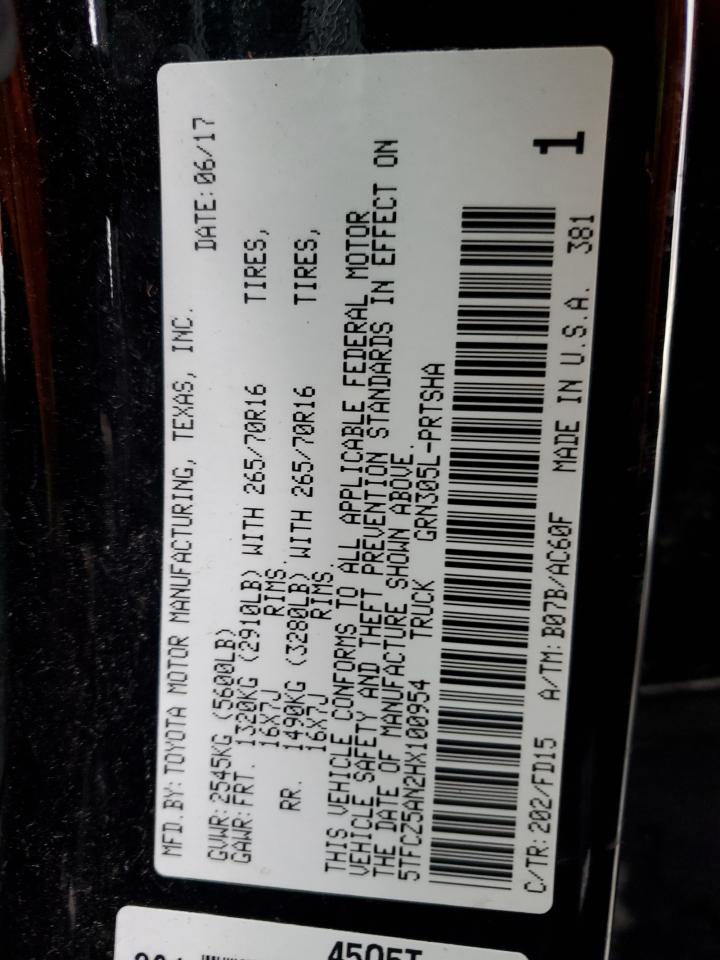 MFD.BY: TOYOTA MOTOR MANUFACTURING, TEXAS, INC.
DATE: 06/17
GVWR: 2545KG (5600LB)
GAWR: FRT. 1320KG (2910LB) WITH 265/70R16 TIRES,
16X7J RIMS.
RR. 1490KG (3280LB) WITH 265/70R16 TIRES,
16X7J RIMS.
THIS VEHICLE CONFORMS TO ALL APPLICABLE FEDERAL MOTOR
VEHICLE SAFETY AND THEFT PREVENTION STANDARDS IN EFFECT ON
THE DATE OF MANUFACTURE SHOWN ABOVE.
5TFCZ5AN2HX100954 TRUCK GRN305L-PRTSHA
1
C/TR: 202/FD15 A/TM: B07B/AC60F MADE IN U.S.A. 381